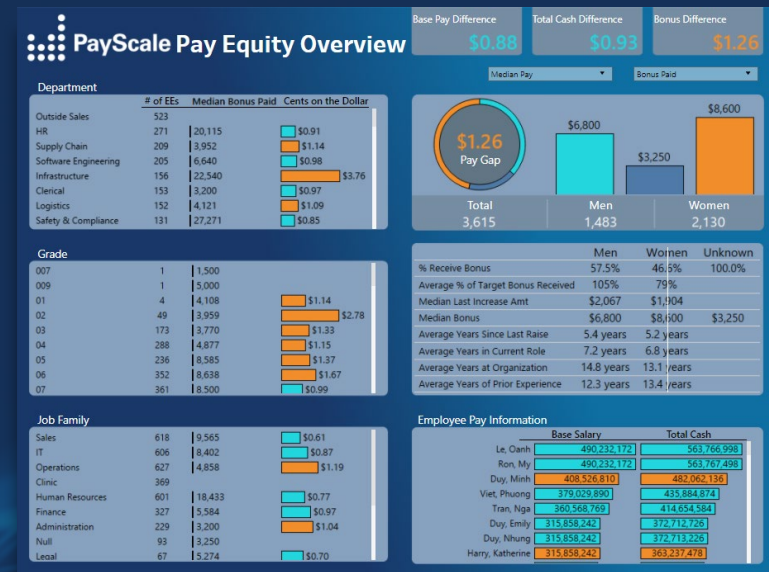 PayScale Pay Equity Overview
Base Pay Difference
$0.88
Total Cash Difference
$0.93
Bonus Difference
$1.26
Median Pay
Bonus Paid
Department
# of EEs Median Bonus Paid Cents on the Dollar
Outside Sales 523
HR 271 20,115 $0.91
Supply Chain 209 3,952 $1.14
Software Engineering 205 6,640 $0.98
Infrastructure 156 22,540 $3.76
Clerical 153 3,200 $0.97
Logistics 152 4,121 $1.09
Safety & Compliance 131 27,271 $0.85
$1.26
Pay Gap
$6,800
$3,250
$8,600
Total Men Women
3,615 1,483 2,130
Grade
007 1 1,500
009 1 5,000
01 4 4,108 $1.14
02 49 3,959 $2.78
03 173 3,770 $1.33
04 288 4,877 $1.15
05 236 8,585 $1.37
06 352 8,638 $1.67
07 361 8.500 $0.99
Men Women Unknown
% Receive Bonus 57.5% 46.6% 100.0%
Average % of Target Bonus Received 105% 79%
Median Last Increase Amt $2,067 $1,904
Median Bonus $6,800 $8,600 $3,250
Average Years Since Last Raise 5.4 years 5.2 years
Average Years in Current Role 7.2 years 6.8 years
Average Years at Organization 14.8 years 13.1 years
Average Years of Prior Experience 12.3 years 13.4 years
Job Family
Sales 618 9,565 $0.61
IT 606 8,402 $0.87
Operations 627 4,858 $1.19
Clinic 369
Human Resources 601 18,433 $0.77
Finance 327 5,584 $0.97
Administration 229 3,200 $1.04
Null 93 3,250
Legal 67 5.274 $0.70
Employee Pay Information
Base Salary Total Cash
Le, Oanh 490,232,172 563,766,998
Ron, My 490,232,172 563,767,498
Duy, Minh 408,526,810 482,062,136
Viet, Phuong 379,029,890 435,884,874
Tran, Nga 360,568,769 414,654,584
Duy, Emily 315,858,242 372,712,726
Duy, Nhung 315,858,242 372,713,226
Harry, Katherine 315,858,242 363,237,478